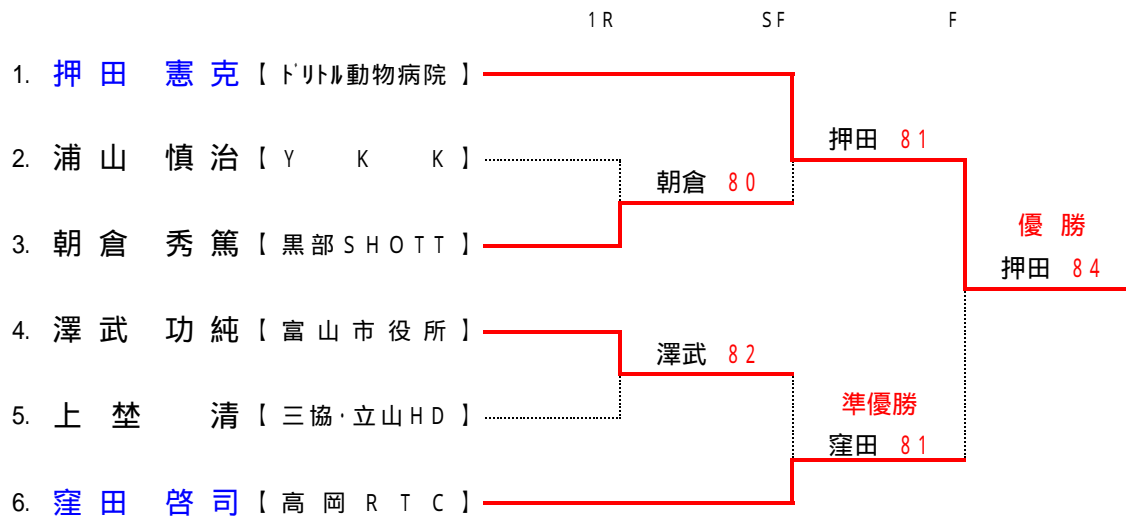 1R SF F
1. 押田 憲克 【 ﾄﾞﾘﾄﾙ動物病院 】
押田 81
2. 浦山 慎治 【 Y K K 】
朝倉 80
優勝
3. 朝倉 秀篤 【 黒部SHOTT 】
押田 84
4. 澤武 功純 【 富山市役所 】
澤武 82
5. 上埜 清 【 三協･立山HD 】
準優勝
窪田 81
6. 窪田 啓司 【 高岡RTC 】